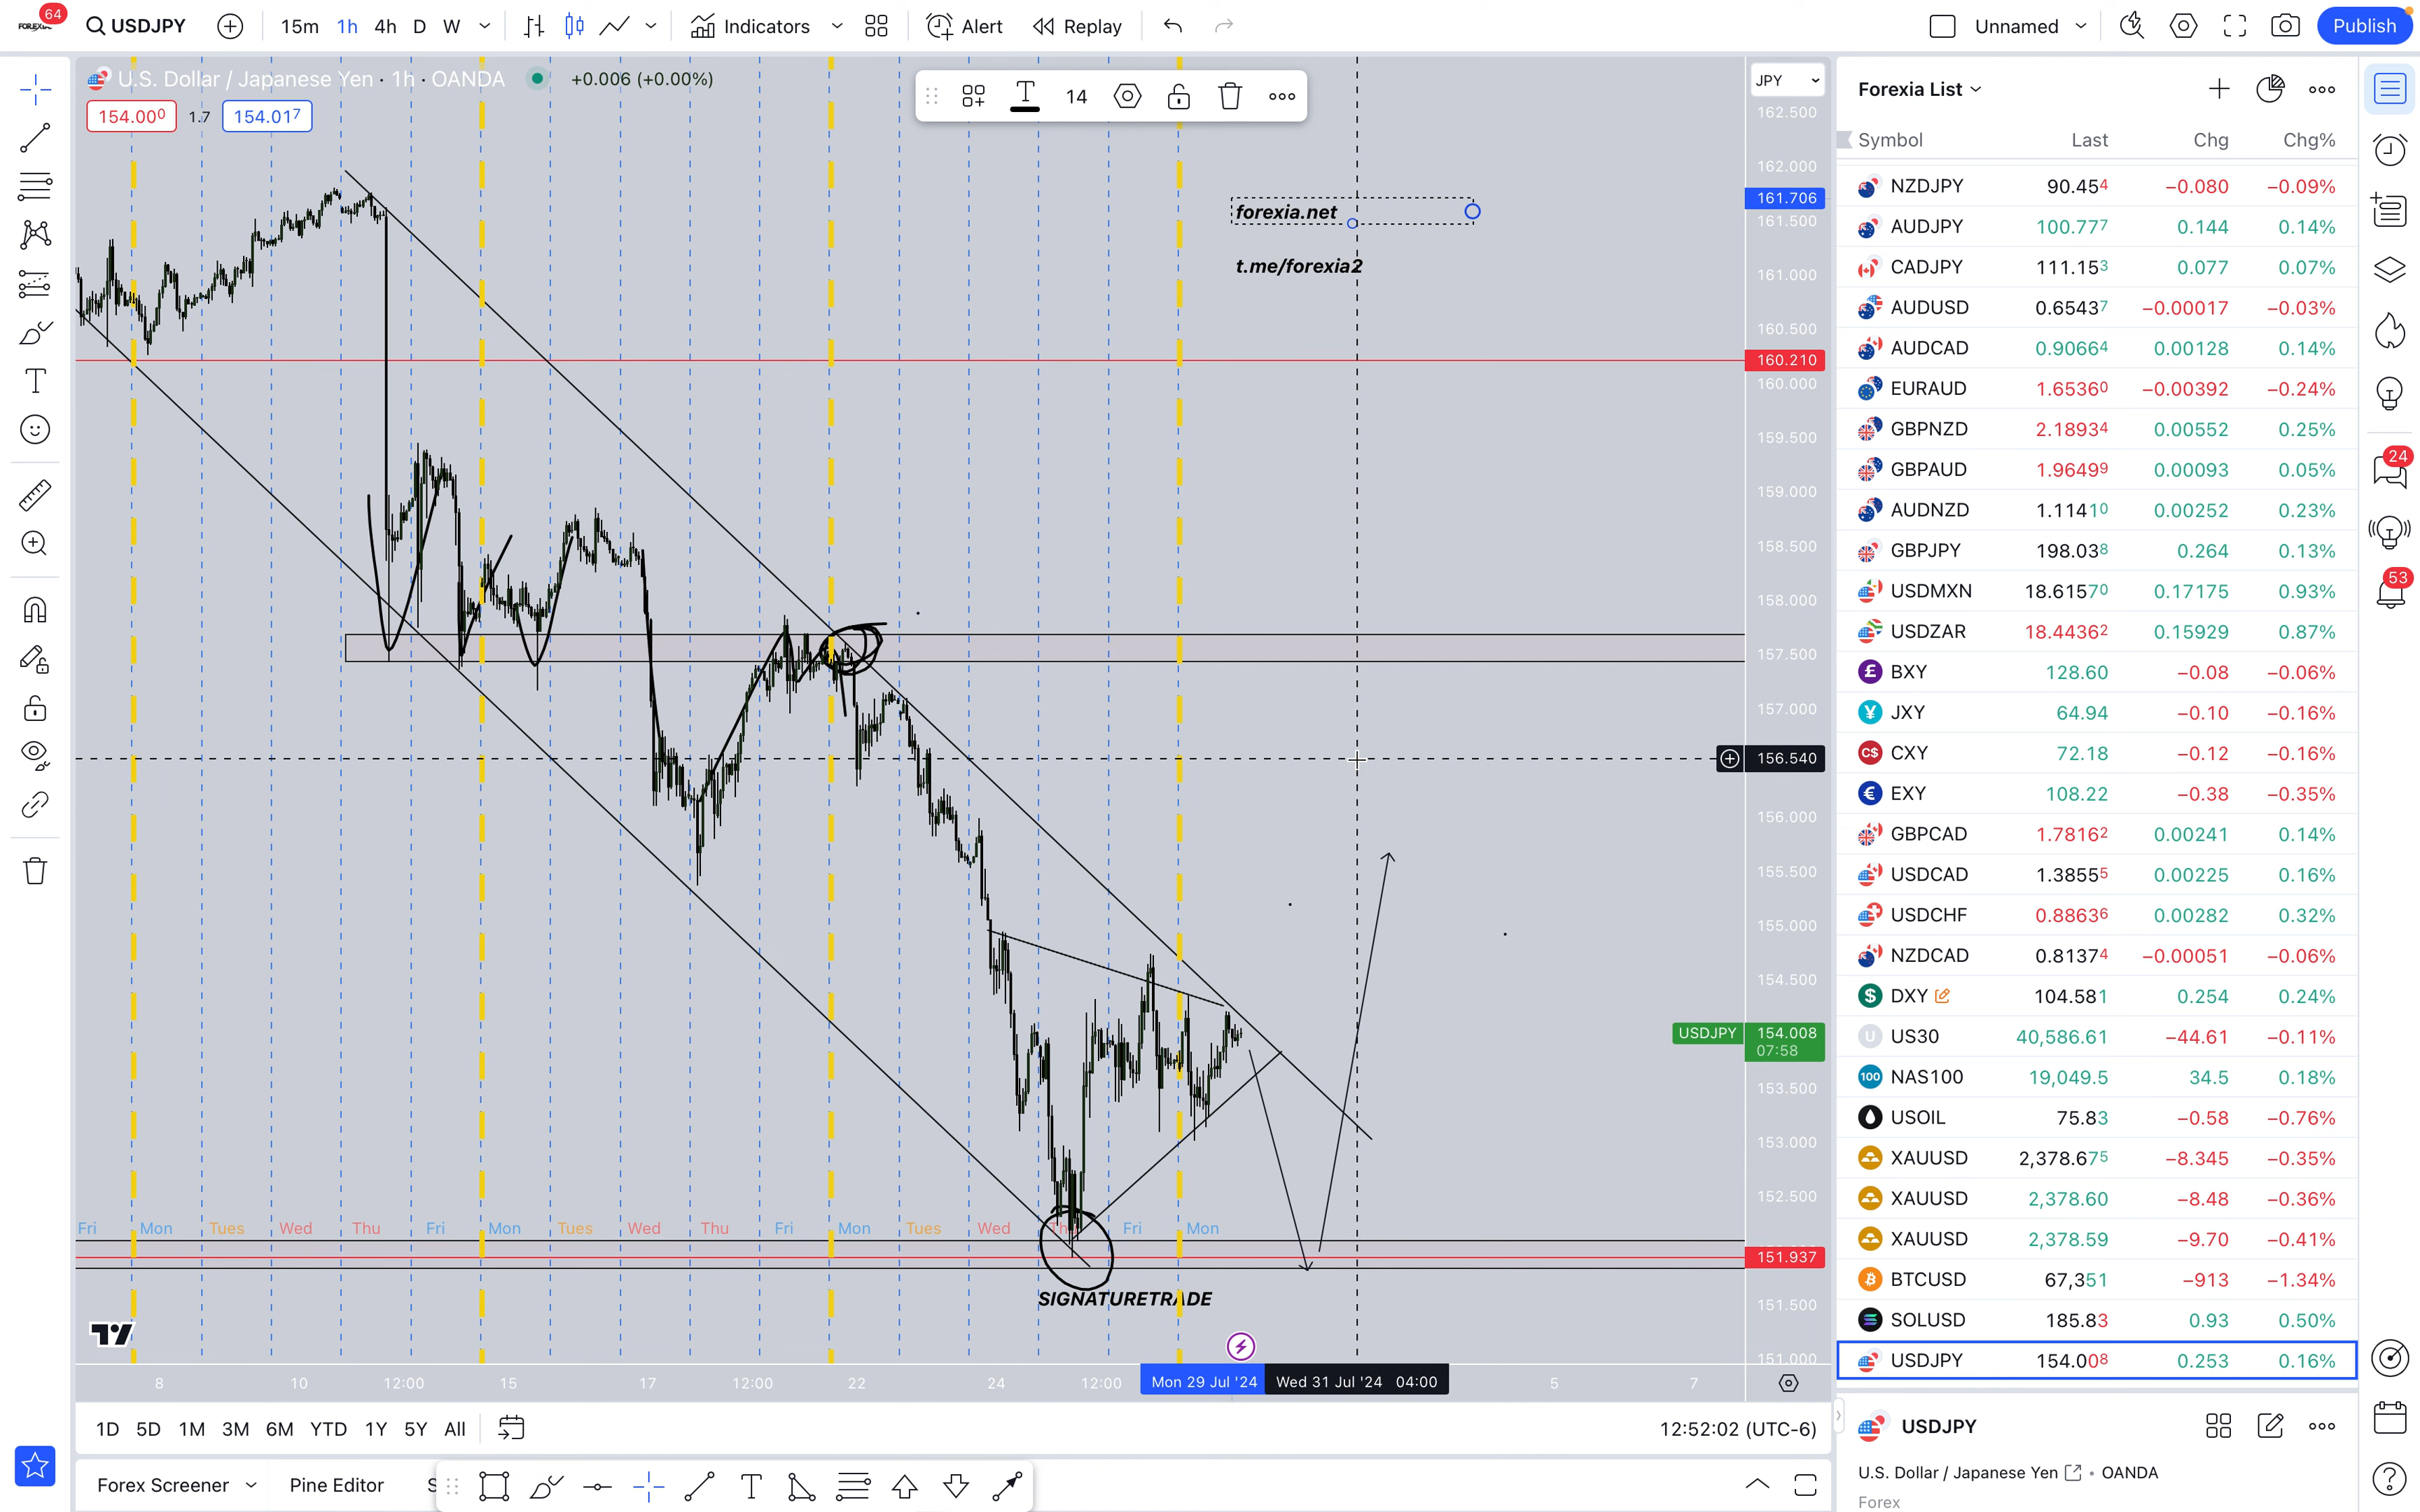 64
FOREXIA
USDJPY
15m 1h 4h D W
Indicators
Alert
Replay
Unnamed
Publish
U.S. Dollar / Japanese Yen · 1h · OANDA
+0.006 (+0.00%)
154.000 1.7 154.017
14
forexia.net
t.me/forexia2
SIGNATURETRADE
Fri Mon Tues Wed Thu Fri Mon Tues Wed Thu Fri Mon Tues Wed Thu Fri Mon
JPY
162.500
162.000
161.706
161.500
161.000
160.500
160.210
160.000
159.500
159.000
158.500
158.000
157.500
157.000
156.540
156.000
155.500
155.000
154.500
USDJPY 154.008
07:58
153.500
153.000
152.500
151.937
151.500
151.000
8 10 12:00 15 17 12:00 22 24 12:00 Mon 29 Jul '24 Wed 31 Jul '24 04:00 5 7
1D 5D 1M 3M 6M YTD 1Y 5Y All
12:52:02 (UTC-6)
Forex Screener
Pine Editor
S
Forexia List
Symbol Last Chg Chg%
NZDJPY 90.454 −0.080 −0.09%
AUDJPY 100.777 0.144 0.14%
CADJPY 111.153 0.077 0.07%
AUDUSD 0.65437 −0.00017 −0.03%
AUDCAD 0.90664 0.00128 0.14%
EURAUD 1.65360 −0.00392 −0.24%
GBPNZD 2.18934 0.00552 0.25%
GBPAUD 1.96499 0.00093 0.05%
AUDNZD 1.11410 0.00252 0.23%
GBPJPY 198.038 0.264 0.13%
USDMXN 18.61570 0.17175 0.93%
USDZAR 18.44362 0.15929 0.87%
BXY 128.60 −0.08 −0.06%
JXY 64.94 −0.10 −0.16%
CXY 72.18 −0.12 −0.16%
EXY 108.22 −0.38 −0.35%
GBPCAD 1.78162 0.00241 0.14%
USDCAD 1.38555 0.00225 0.16%
USDCHF 0.88636 0.00282 0.32%
NZDCAD 0.81374 −0.00051 −0.06%
DXY 104.581 0.254 0.24%
US30 40,586.61 −44.61 −0.11%
NAS100 19,049.5 34.5 0.18%
USOIL 75.83 −0.58 −0.76%
XAUUSD 2,378.675 −8.345 −0.35%
XAUUSD 2,378.60 −8.48 −0.36%
XAUUSD 2,378.59 −9.70 −0.41%
BTCUSD 67,351 −913 −1.34%
SOLUSD 185.83 0.93 0.50%
USDJPY 154.008 0.253 0.16%
USDJPY
U.S. Dollar / Japanese Yen • OANDA
Forex
24
53